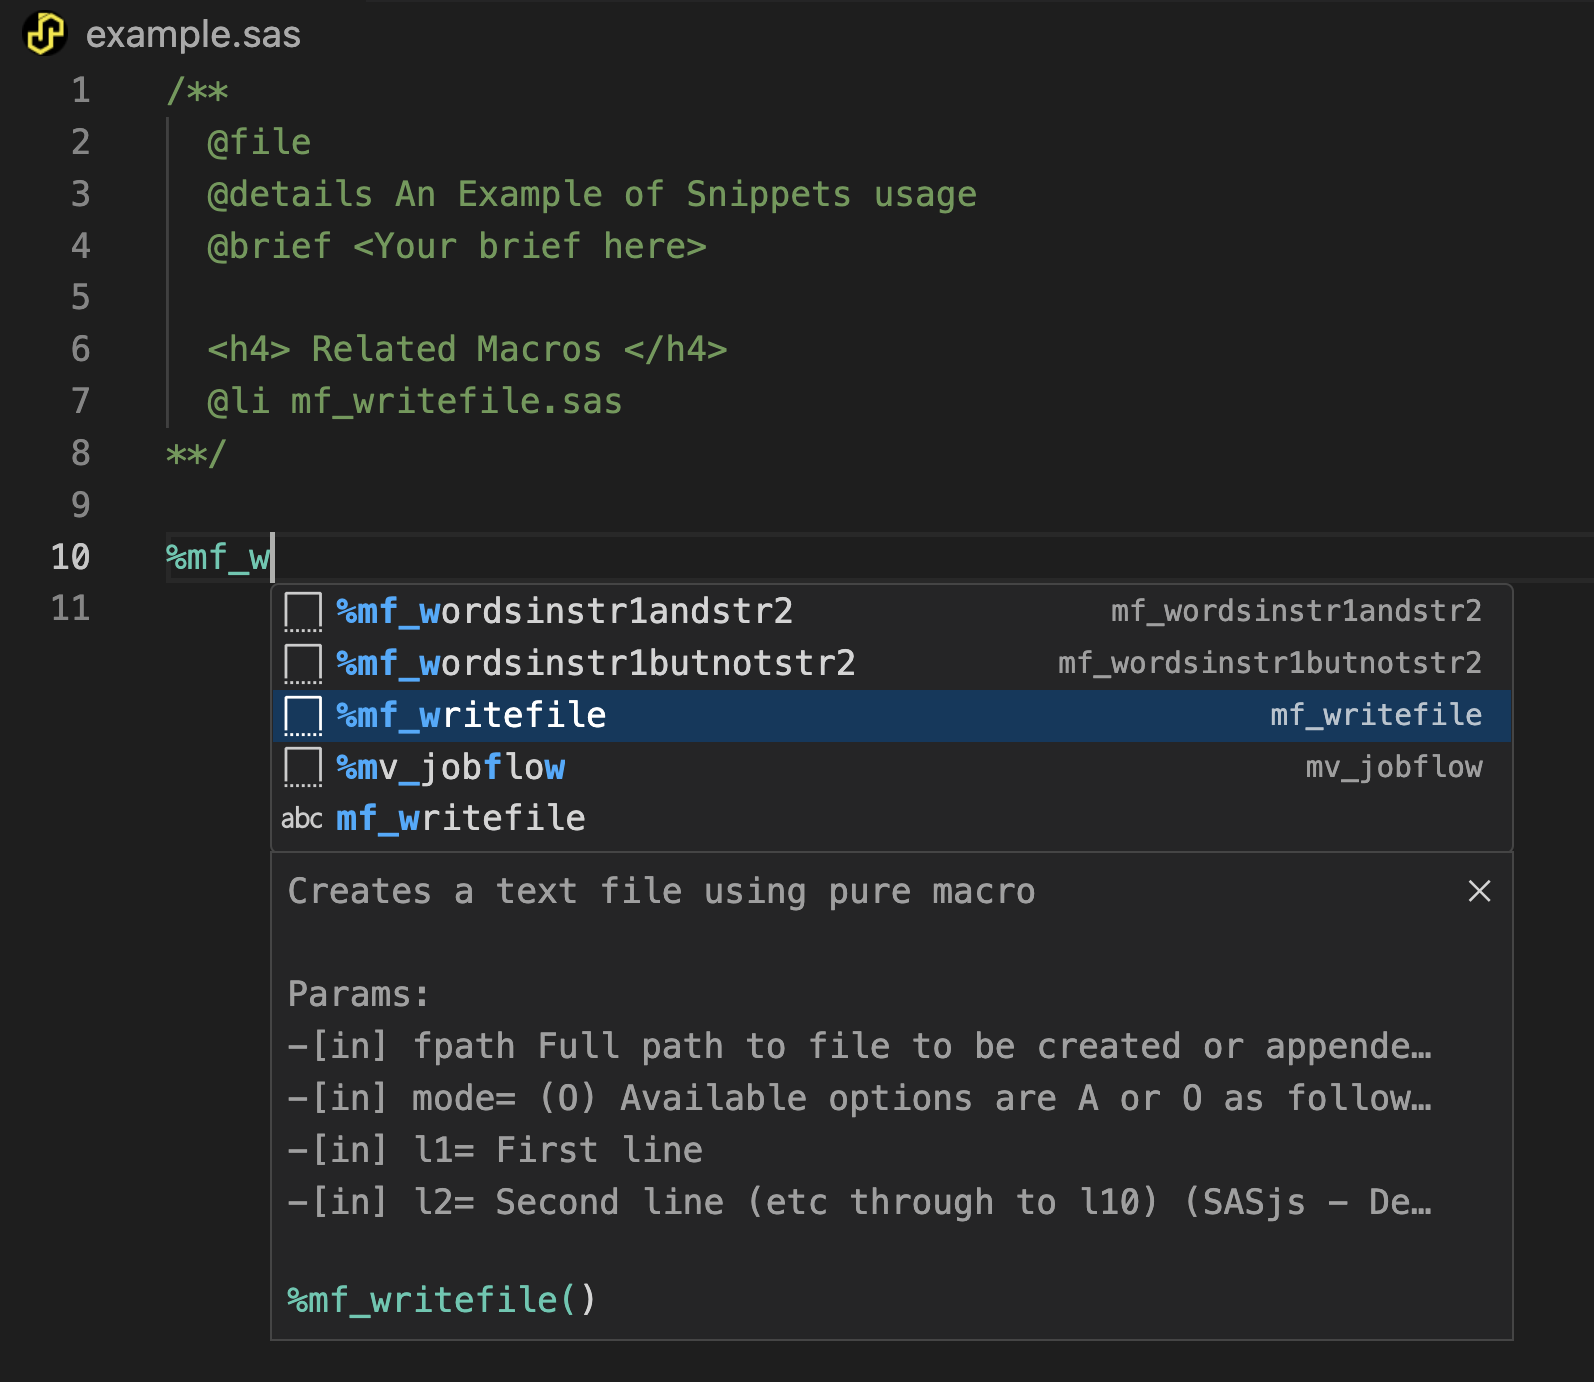 example.sas
1 /**
2 @file
3 @details An Example of Snippets usage
4 @brief <Your brief here>
5
6 <h4> Related Macros </h4>
7 @li mf_writefile.sas
8 **/
9
10 %mf_w
11
%mf_wordsinstr1andstr2 mf_wordsinstr1andstr2
%mf_wordsinstr1butnotstr2 mf_wordsinstr1butnotstr2
%mf_writefile mf_writefile
%mv_jobflow mv_jobflow
abc mf_writefile
Creates a text file using pure macro
Params:
-[in] fpath Full path to file to be created or appende…
-[in] mode= (O) Available options are A or O as follow…
-[in] l1= First line
-[in] l2= Second line (etc through to l10) (SASjs - De…
%mf_writefile()